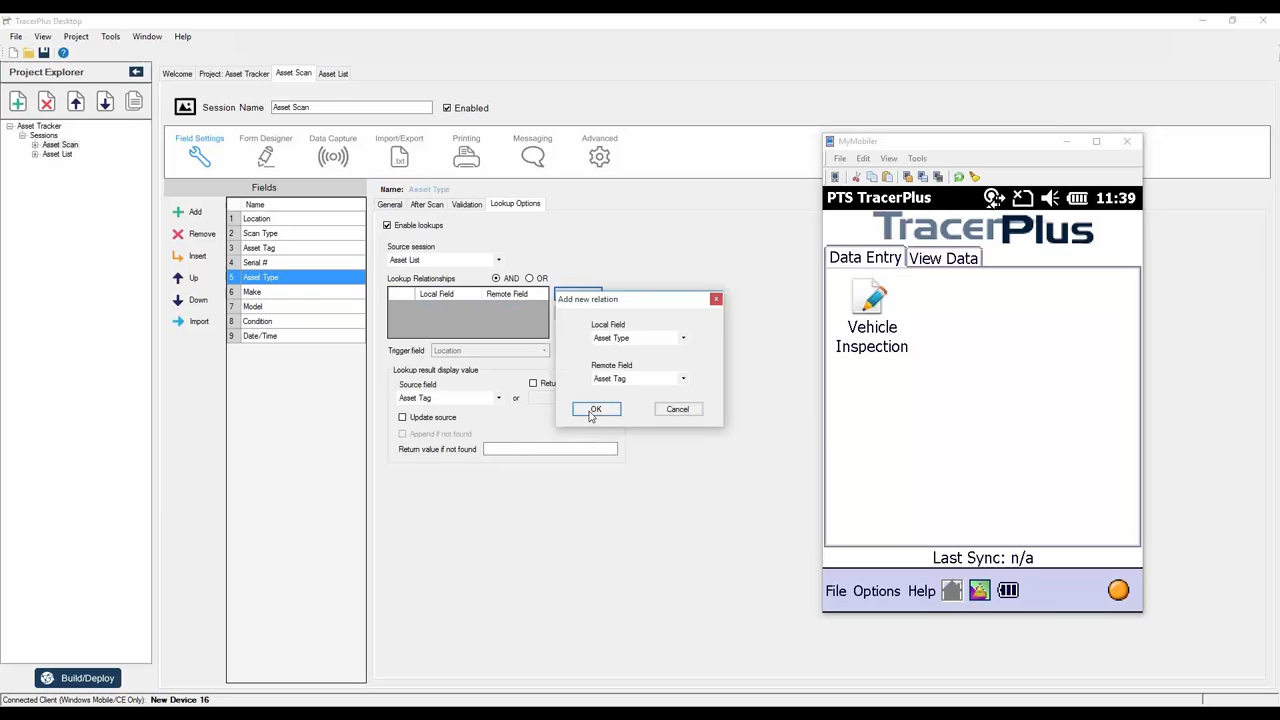 TracerPlus Desktop
File View Project Tools Window Help
Project Explorer
Asset Tracker
Sessions
Asset Scan
Asset List
Build/Deploy
Connected Client (Windows Mobile/CE Only): New Device 16
Welcome Project: Asset Tracker Asset Scan Asset List
Session Name Asset Scan Enabled
Field Settings Form Designer Data Capture Import/Export Printing Messaging Advanced
.txt
Fields
Add
Remove
Insert
Up
Down
Import
Name
1 Location
2 Scan Type
3 Asset Tag
4 Serial #
5 Asset Type
6 Make
7 Model
8 Condition
9 Date/Time
Name: Asset Type
General After Scan Validation Lookup Options
Enable lookups
Source session
Asset List
Lookup Relationships AND OR
Local Field Remote Field
Trigger field Location
Lookup result display value
Source field
Asset Tag or
Update source
Append if not found
Return value if not found
Add new relation
Local Field
Asset Type
Remote Field
Asset Tag
OK Cancel
MyMobiler
File Edit View Tools
PTS TracerPlus 11:39
TracerPlus
Data Entry View Data
Vehicle
Inspection
Last Sync: n/a
File Options Help